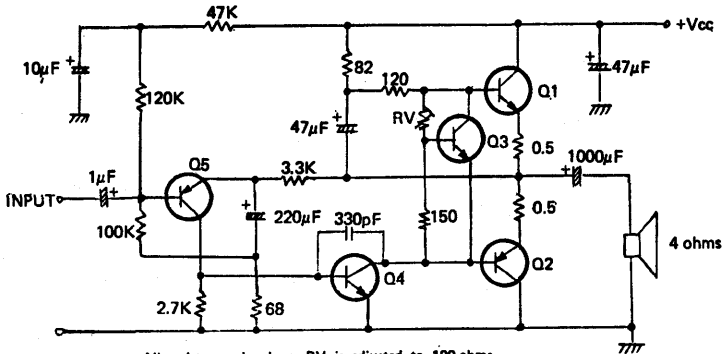 47K
+Vcc
10µF
+
82
120
Q1
+
47µF
120K
RV
47µF
+
Q3
0.5
1000µF
+
Q5
3.3K
1µF
+
INPUT
+
220µF
330pF
150
0.5
100K
4 ohms
Q4
Q2
2.7K
68